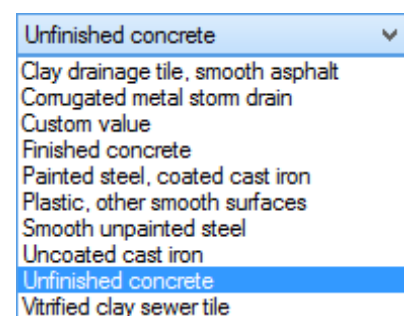 Unfinished concrete
Clay drainage tile, smooth asphalt
Corrugated metal storm drain
Custom value
Finished concrete
Painted steel, coated cast iron
Plastic, other smooth surfaces
Smooth unpainted steel
Uncoated cast iron
Unfinished concrete
Vitrified clay sewer tile